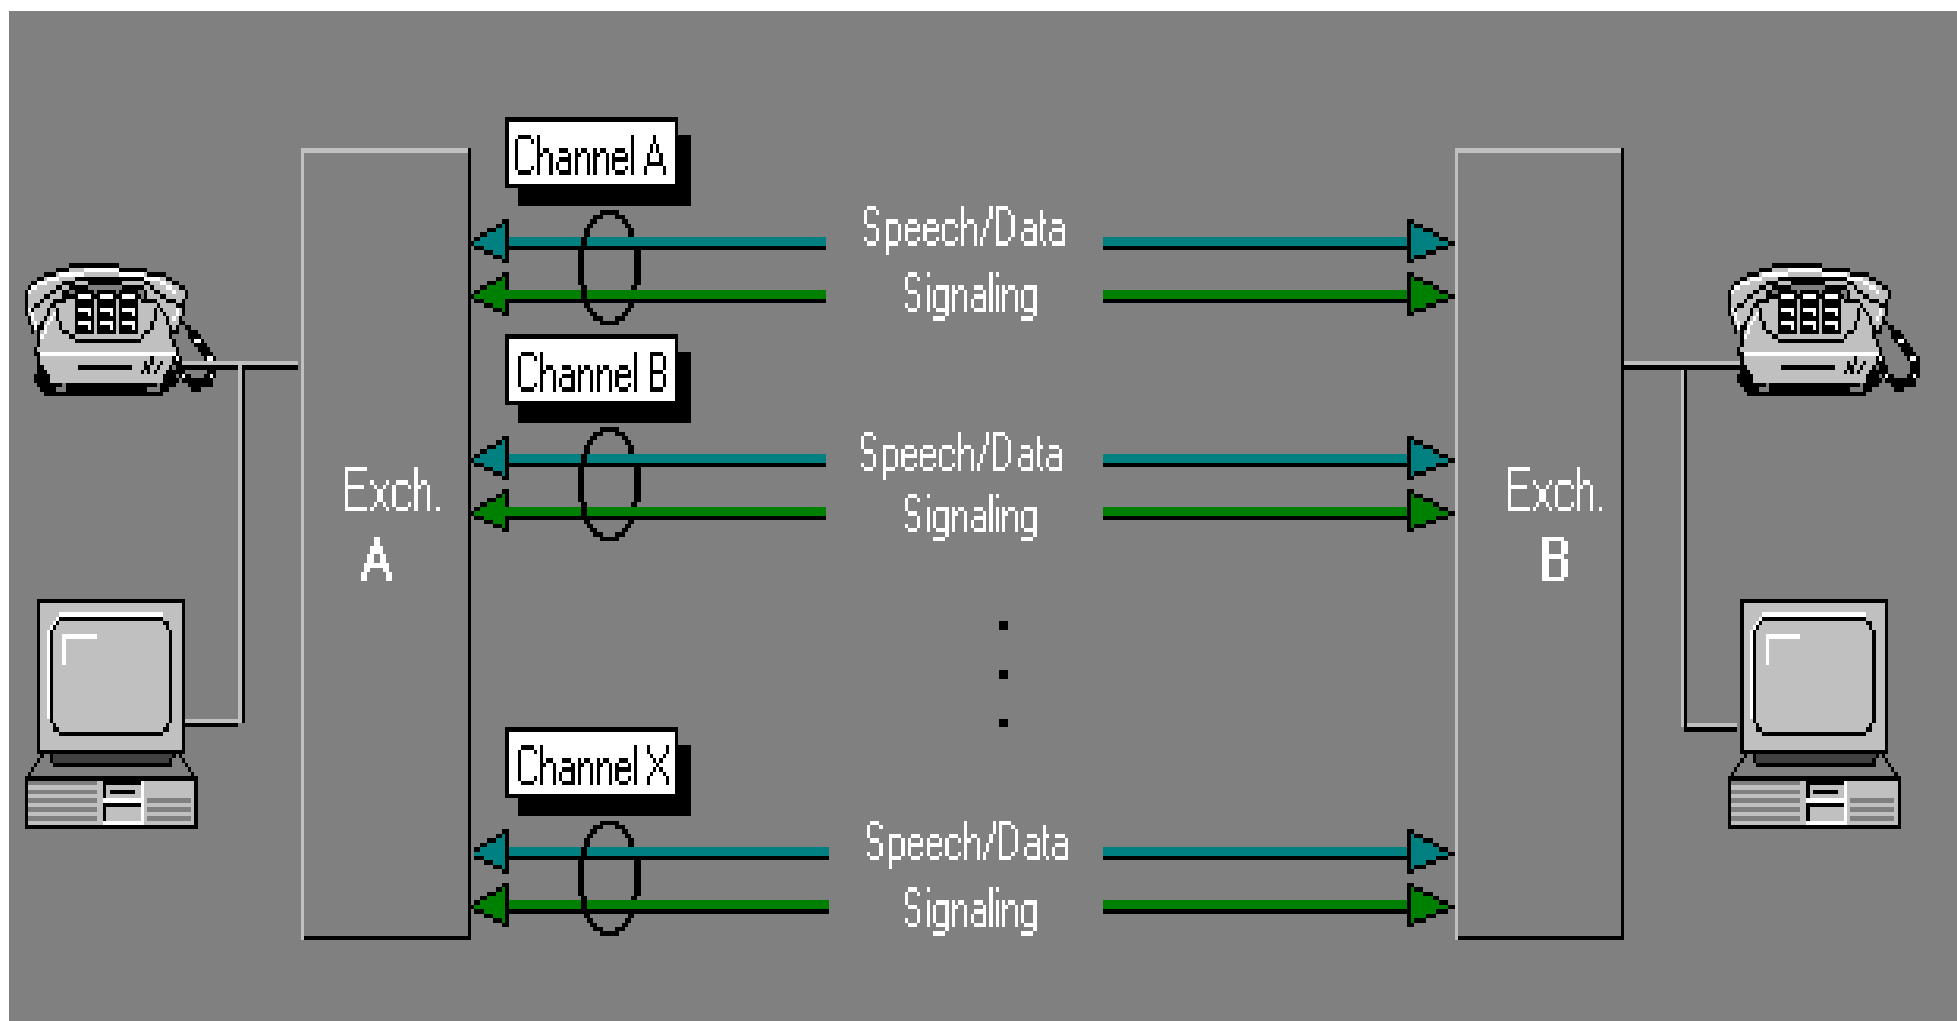 Channel A
Speech/Data
Signaling
Channel B
Speech/Data
Signaling
Exch.
A
Exch.
B
Channel X
Speech/Data
Signaling